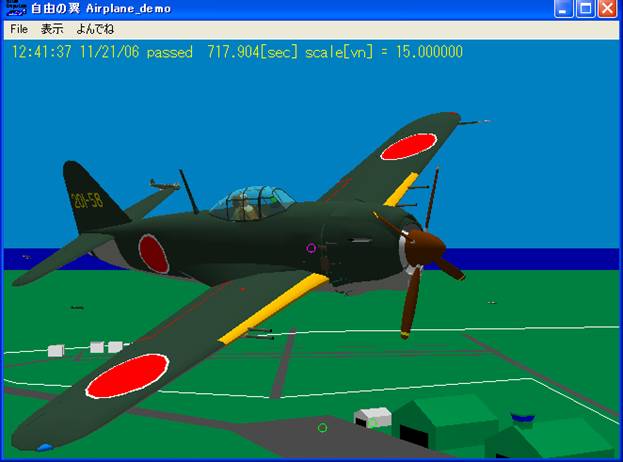 自由の翼 Airplane_demo
File 表示 よんでね
12:41:37 11/21/06 passed 717.904[sec] scale[vn] = 15.000000
201-58